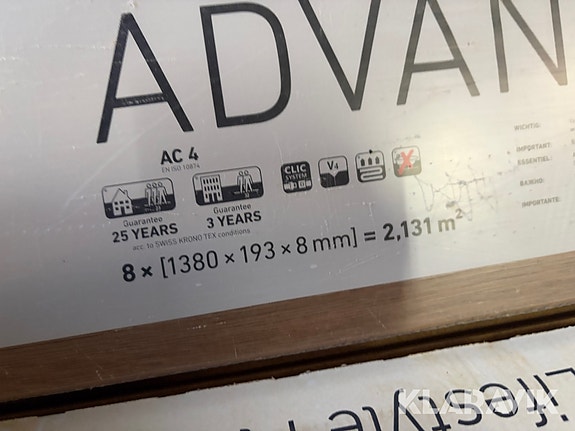 ADVAN
AC 4
EN ISO 10874
CLIC
SYSTEM
V4
Guarantee
25 YEARS
Guarantee
3 YEARS
acc. to SWISS KRONO TEX conditions
8 × [1380 × 193 × 8 mm] = 2,131 m²
WICHTIG:
IMPORTANT:
ESSENTIEL:
IMPORTANTE:
Lifestyle
KLARAVIK